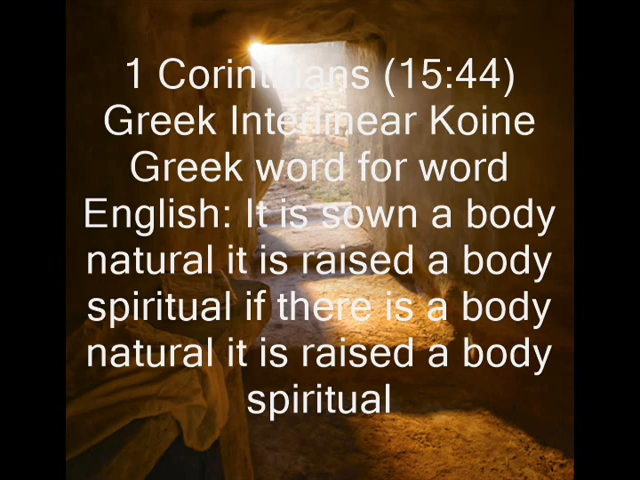 1 Corinthians (15:44)
Greek Interlinear Koine
Greek word for word
English: It is sown a body
natural it is raised a body
spiritual if there is a body
natural it is raised a body
spiritual